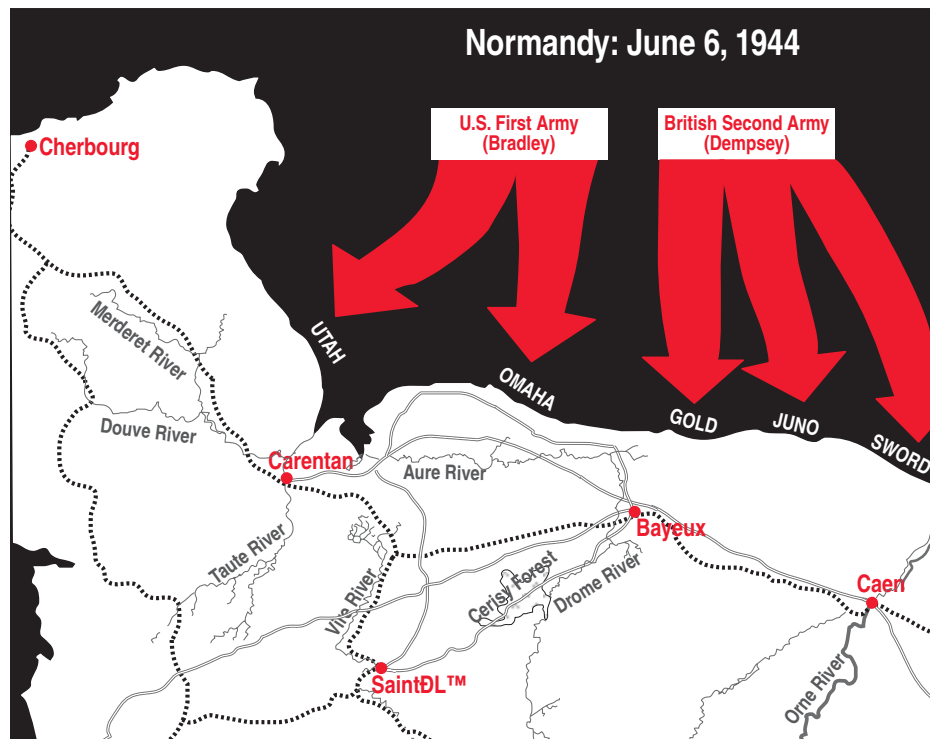 Normandy: June 6, 1944
U.S. First Army
(Bradley)
British Second Army
(Dempsey)
Cherbourg
Merderet River
UTAH
OMAHA
GOLD
JUNO
SWORD
Douve River
Carentan
Aure River
Bayeux
Taute River
Vire River
Cerisy Forest
Drome River
Caen
SaintÐL™
Orne River